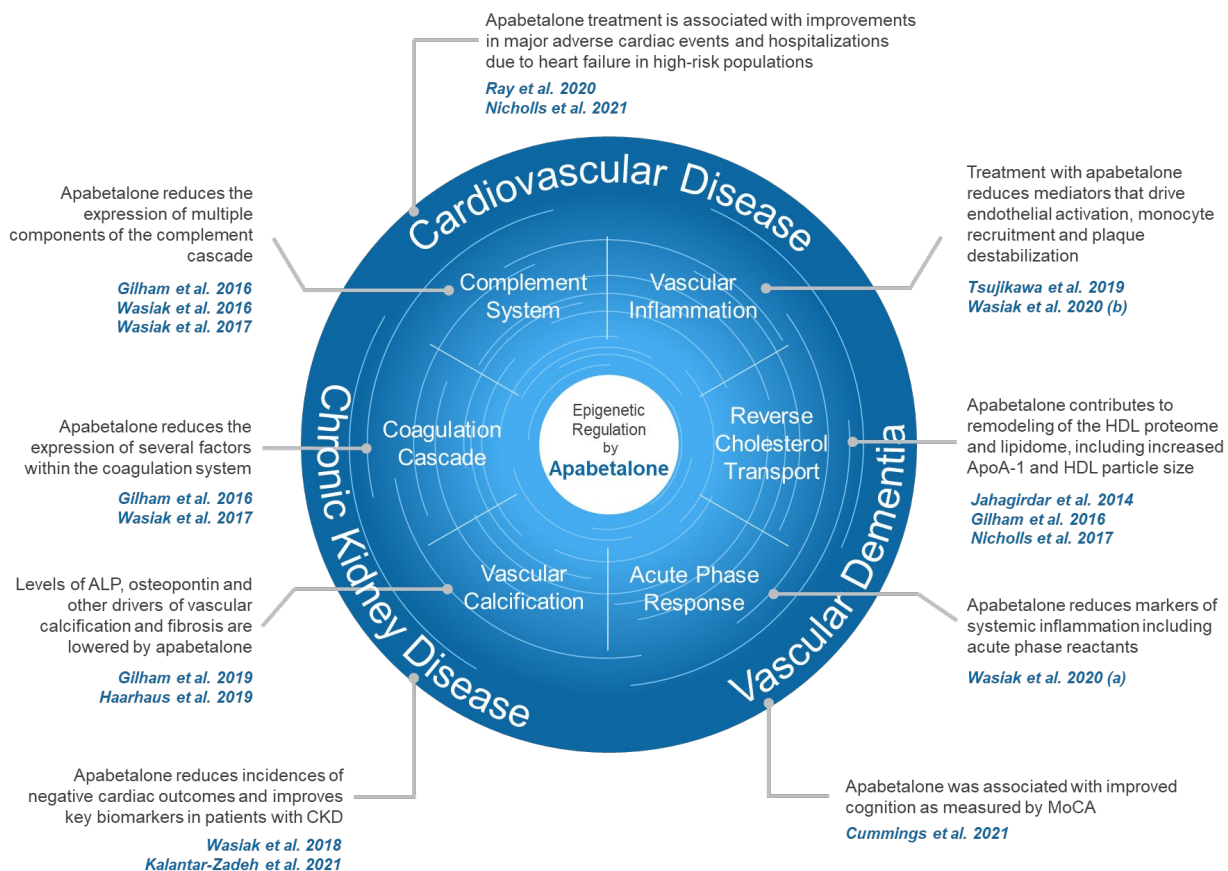 Apabetalone treatment is associated with improvements
in major adverse cardiac events and hospitalizations
due to heart failure in high-risk populations
Ray et al. 2020
Nicholls et al. 2021
Cardiovascular Disease
Apabetalone reduces the
expression of multiple
components of the complement
cascade
Gilham et al. 2016
Wasiak et al. 2016
Wasiak et al. 2017
Treatment with apabetalone
reduces mediators that drive
endothelial activation, monocyte
recruitment and plaque
destabilization
Tsujikawa et al. 2019
Wasiak et al. 2020 (b)
Complement
System
Vascular
Inflammation
Apabetalone reduces the
expression of several factors
within the coagulation system
Gilham et al. 2016
Wasiak et al. 2017
Chronic Kidney Disease
Coagulation
Cascade
Epigenetic
Regulation
by
Apabetalone
Reverse
Cholesterol
Transport
Vascular Dementia
Apabetalone contributes to
remodeling of the HDL proteome
and lipidome, including increased
ApoA-1 and HDL particle size
Jahagirdar et al. 2014
Gilham et al. 2016
Nicholls et al. 2017
Levels of ALP, osteopontin and
other drivers of vascular
calcification and fibrosis are
lowered by apabetalone
Gilham et al. 2019
Haarhaus et al. 2019
Vascular
Calcification
Acute Phase
Response
Apabetalone reduces markers of
systemic inflammation including
acute phase reactants
Wasiak et al. 2020 (a)
Apabetalone reduces incidences of
negative cardiac outcomes and improves
key biomarkers in patients with CKD
Wasiak et al. 2018
Kalantar-Zadeh et al. 2021
Apabetalone was associated with improved
cognition as measured by MoCA
Cummings et al. 2021